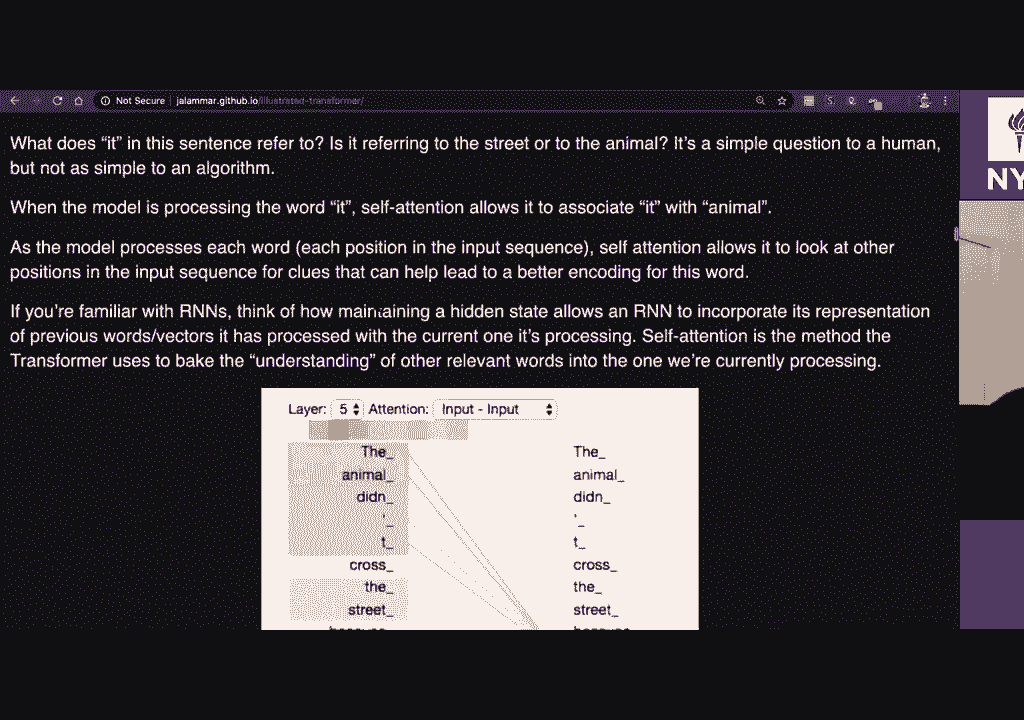 Not Secure jalammar.github.io/illustrated-transformer/
What does “it” in this sentence refer to? Is it referring to the street or to the animal? It’s a simple question to a human,
but not as simple to an algorithm.
When the model is processing the word “it”, self-attention allows it to associate “it” with “animal”.
As the model processes each word (each position in the input sequence), self attention allows it to look at other
positions in the input sequence for clues that can help lead to a better encoding for this word.
If you’re familiar with RNNs, think of how maintaining a hidden state allows an RNN to incorporate its representation
of previous words/vectors it has processed with the current one it’s processing. Self-attention is the method the
Transformer uses to bake the “understanding” of other relevant words into the one we’re currently processing.
Layer: 5 Attention: Input - Input
The_ The_
animal_ animal_
didn_ didn_
'_ '_
t_ t_
cross_ cross_
the_ the_
street_ street_
NY